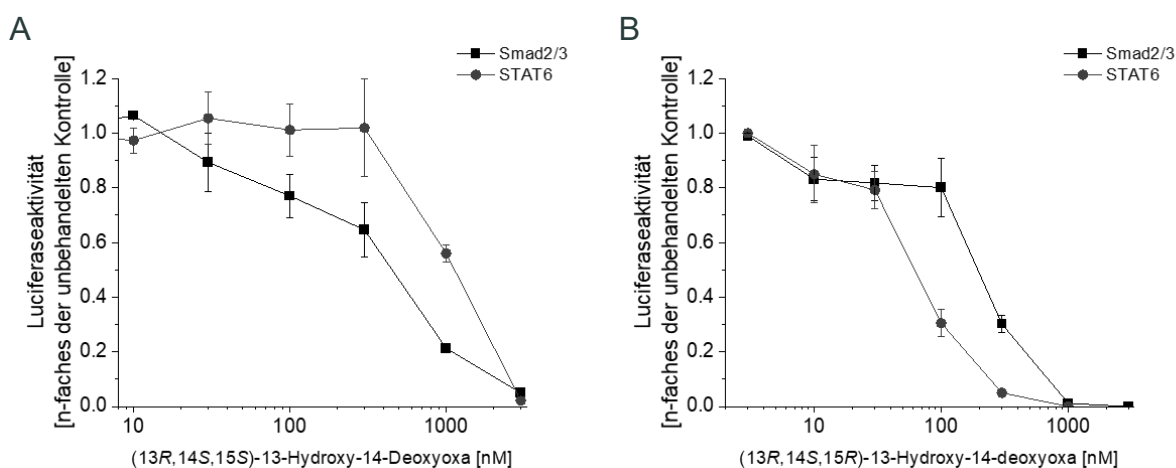 A
Smad2/3
STAT6
Luciferaseaktivität
[n-faches der unbehandelten Kontrolle]
1.2
1.0
0.8
0.6
0.4
0.2
0.0
10
100
1000
(13R,14S,15S)-13-Hydroxy-14-Deoxyoxa [nM]
B
Smad2/3
STAT6
Luciferaseaktivität
[n-faches der unbehandelten Kontrolle]
1.2
1.0
0.8
0.6
0.4
0.2
0.0
10
100
1000
(13R,14S,15R)-13-Hydroxy-14-deoxyoxa [nM]